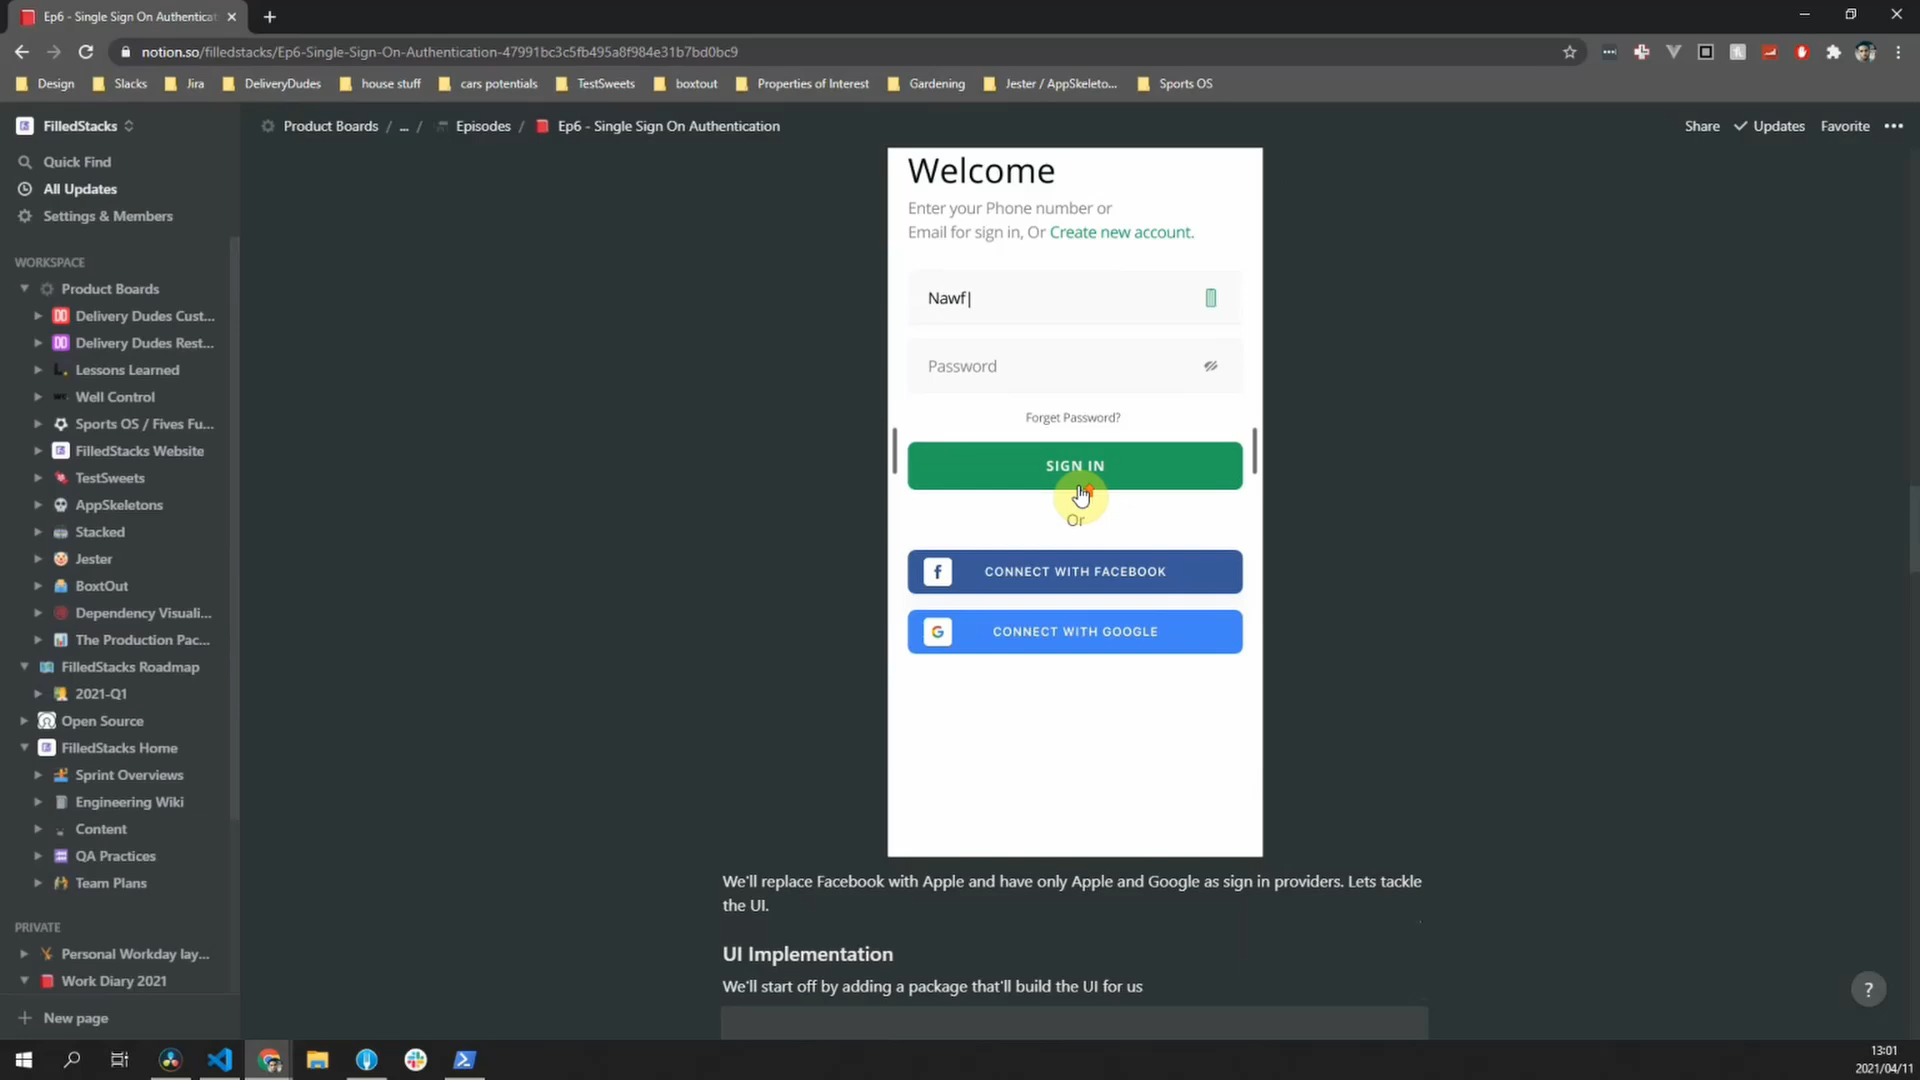 Ep6 - Single Sign On Authenticat
notion.so/filledstacks/Ep6-Single-Sign-On-Authentication-47991bc3c5fb495a8f984e31b7bd0bc9
Design
Slacks
Jira
DeliveryDudes
house stuff
cars potentials
TestSweets
boxtout
Properties of Interest
Gardening
Jester / AppSkeleto...
Sports OS
FilledStacks
Product Boards / ... / Episodes / Ep6 - Single Sign On Authentication
Share
Updates
Favorite
Quick Find
All Updates
Settings & Members
WORKSPACE
Product Boards
Delivery Dudes Cust...
Delivery Dudes Rest...
Lessons Learned
Well Control
Sports OS / Fives Fu...
FilledStacks Website
TestSweets
AppSkeletons
Stacked
Jester
BoxtOut
Dependency Visuali...
The Production Pac...
FilledStacks Roadmap
2021-Q1
Open Source
FilledStacks Home
Sprint Overviews
Engineering Wiki
Content
QA Practices
Team Plans
PRIVATE
Personal Workday lay...
Work Diary 2021
New page
Welcome
Enter your Phone number or
Email for sign in, Or Create new account.
Nawf
Password
Forget Password?
SIGN IN
Or
f CONNECT WITH FACEBOOK
G CONNECT WITH GOOGLE
We'll replace Facebook with Apple and have only Apple and Google as sign in providers. Lets tackle
the UI.
UI Implementation
We'll start off by adding a package that'll build the UI for us
?
13:01
2021/04/11